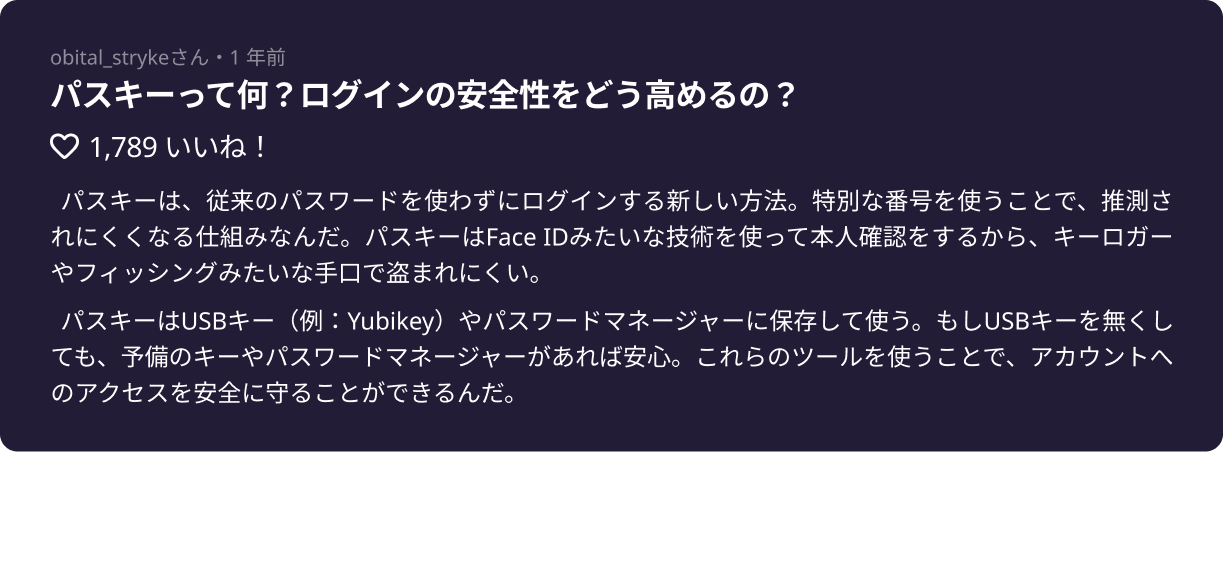 obital_strykeさん・1 年前
パスキーって何？ログインの安全性をどう高めるの？
1,789 いいね！
パスキーは、従来のパスワードを使わずにログインする新しい方法。特別な番号を使うことで、推測さ
れにくくなる仕組みなんだ。パスキーはFace IDみたいな技術を使って本人確認をするから、キーロガー
やフィッシングみたいな手口で盗まれにくい。
パスキーはUSBキー（例：Yubikey）やパスワードマネージャーに保存して使う。もしUSBキーを無くし
ても、予備のキーやパスワードマネージャーがあれば安心。これらのツールを使うことで、アカウントへ
のアクセスを安全に守ることができるんだ。